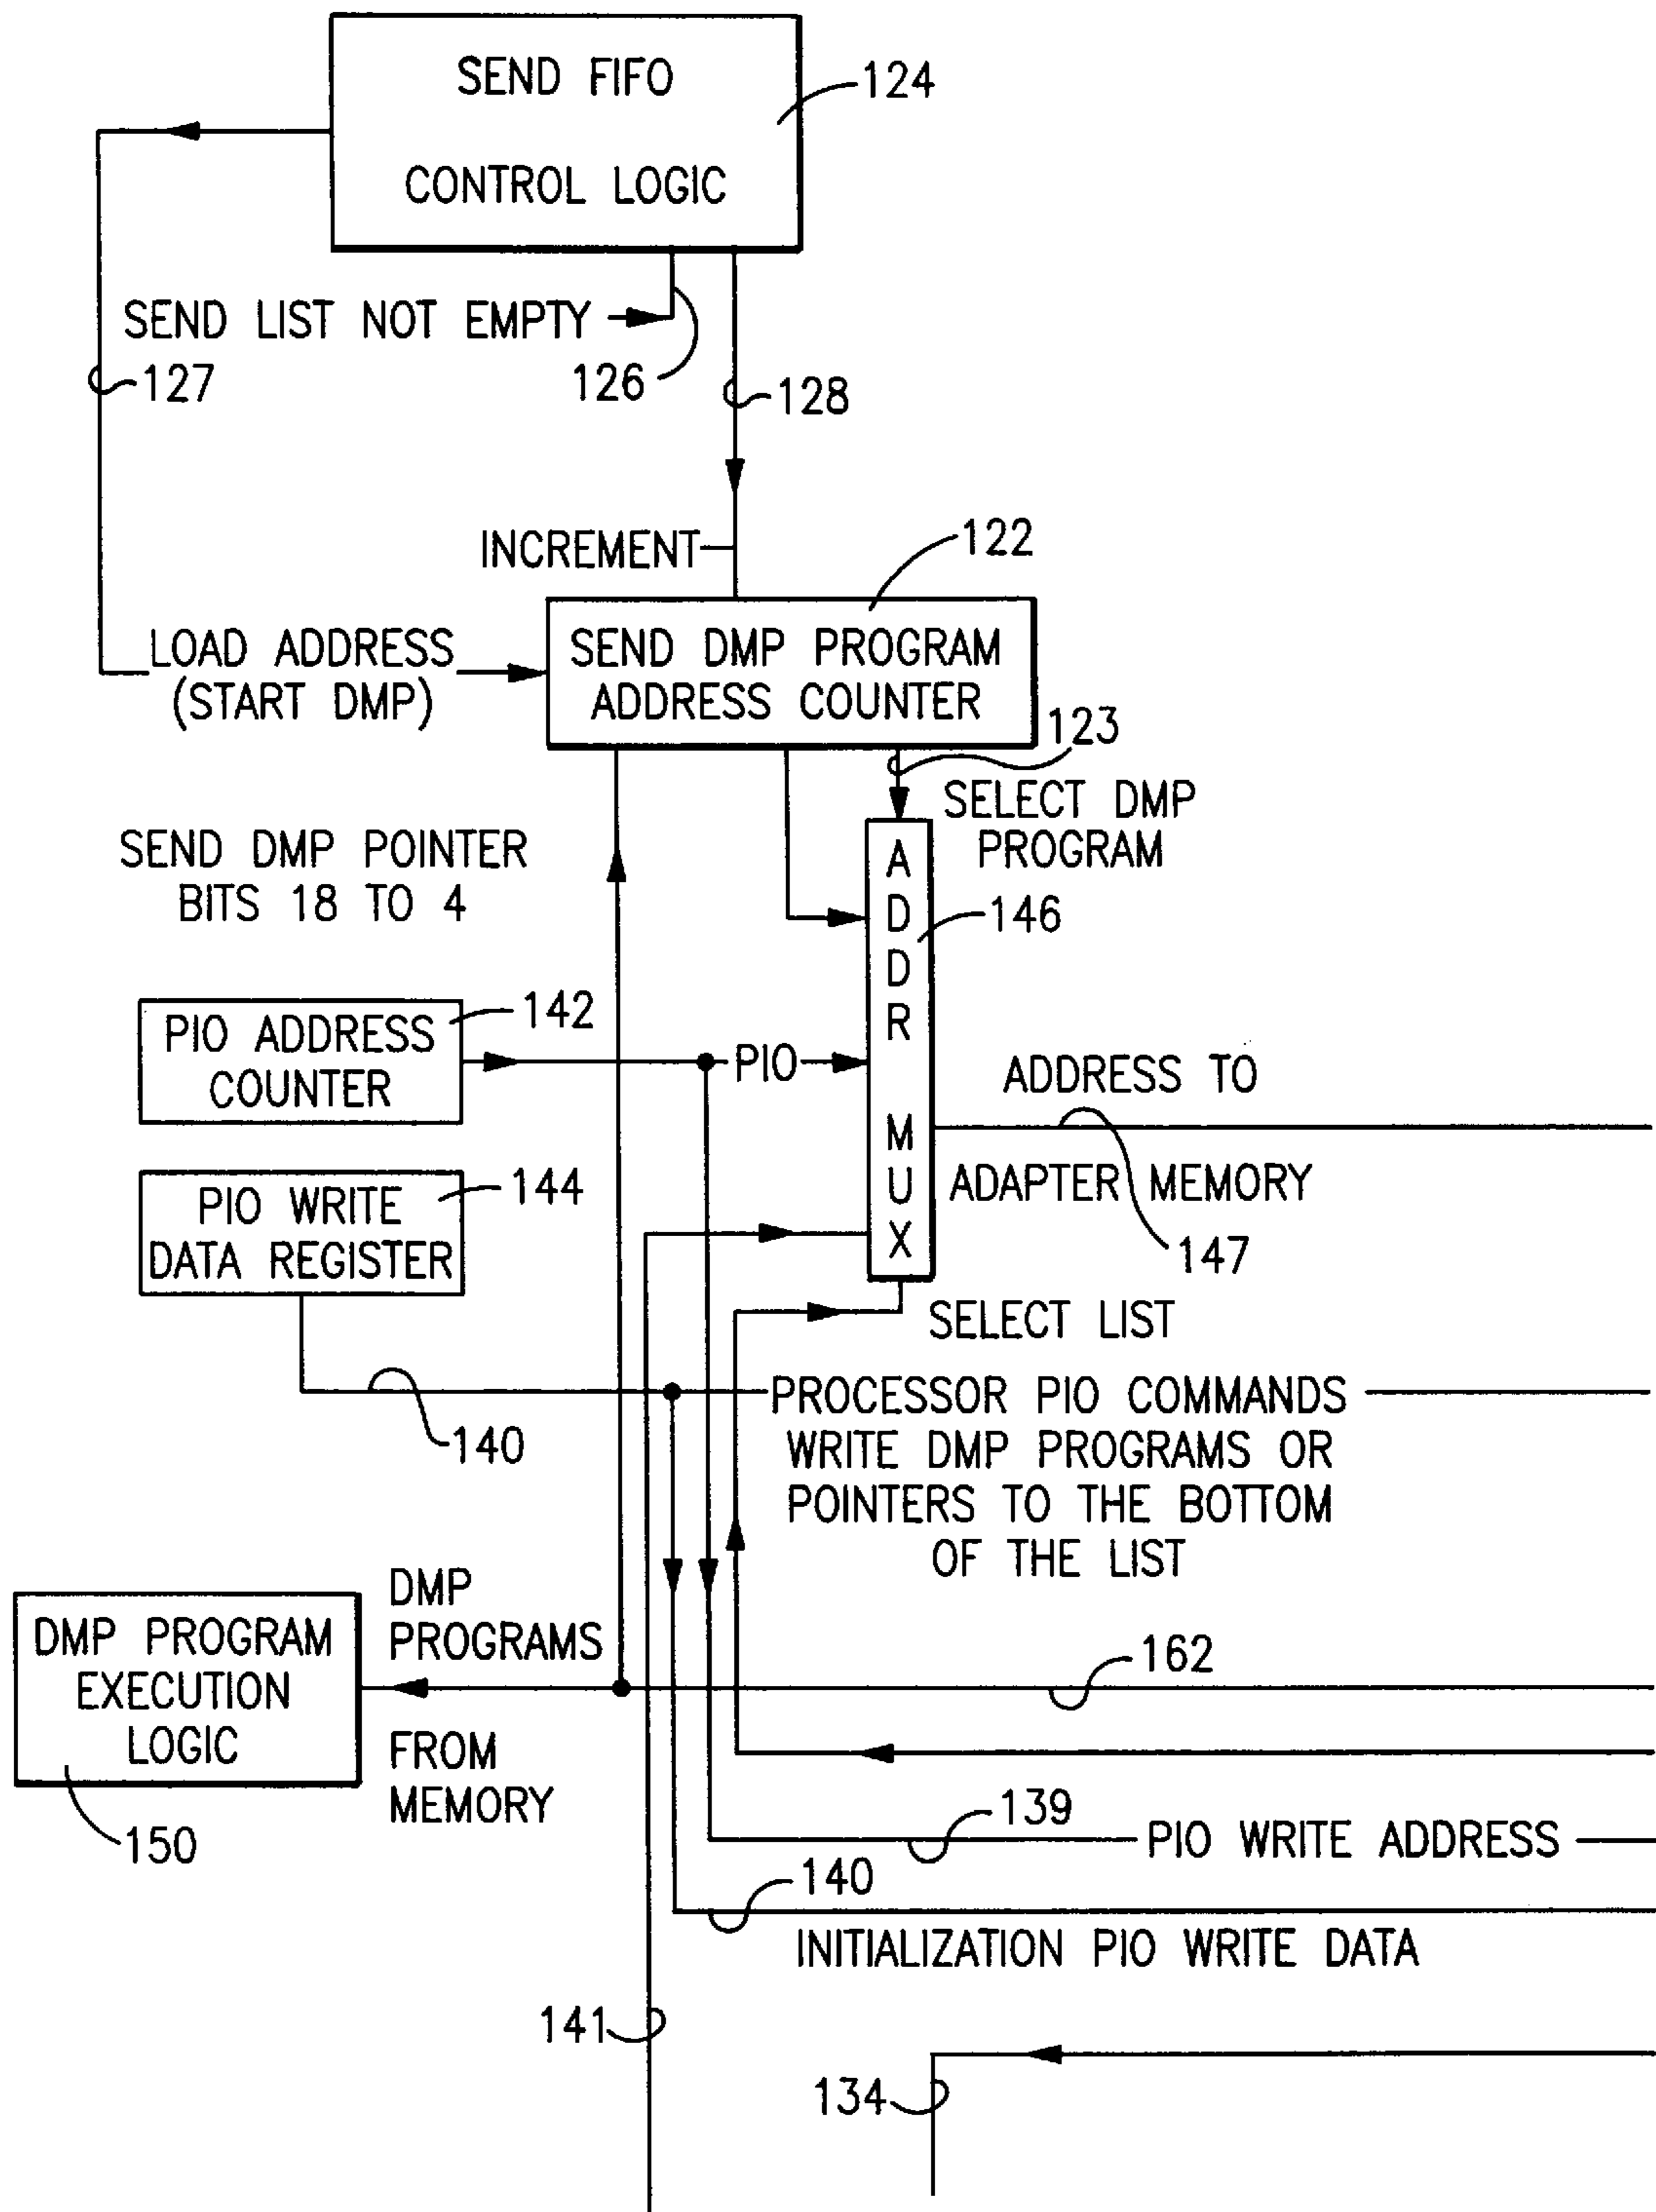 SEND FIFO
CONTROL LOGIC
124
SEND LIST NOT EMPTY
127
126
128
INCREMENT
122
LOAD ADDRESS
(START DMP)
SEND DMP PROGRAM
ADDRESS COUNTER
123
SELECT DMP
PROGRAM
SEND DMP POINTER
BITS 18 TO 4
ADDR MUX
146
PIO ADDRESS
COUNTER
142
PIO
ADDRESS TO
ADAPTER MEMORY
147
PIO WRITE
DATA REGISTER
144
SELECT LIST
140
PROCESSOR PIO COMMANDS
WRITE DMP PROGRAMS OR
POINTERS TO THE BOTTOM
OF THE LIST
DMP PROGRAM
EXECUTION
LOGIC
150
DMP
PROGRAMS
FROM
MEMORY
162
139
PIO WRITE ADDRESS
140
INITIALIZATION PIO WRITE DATA
141
134